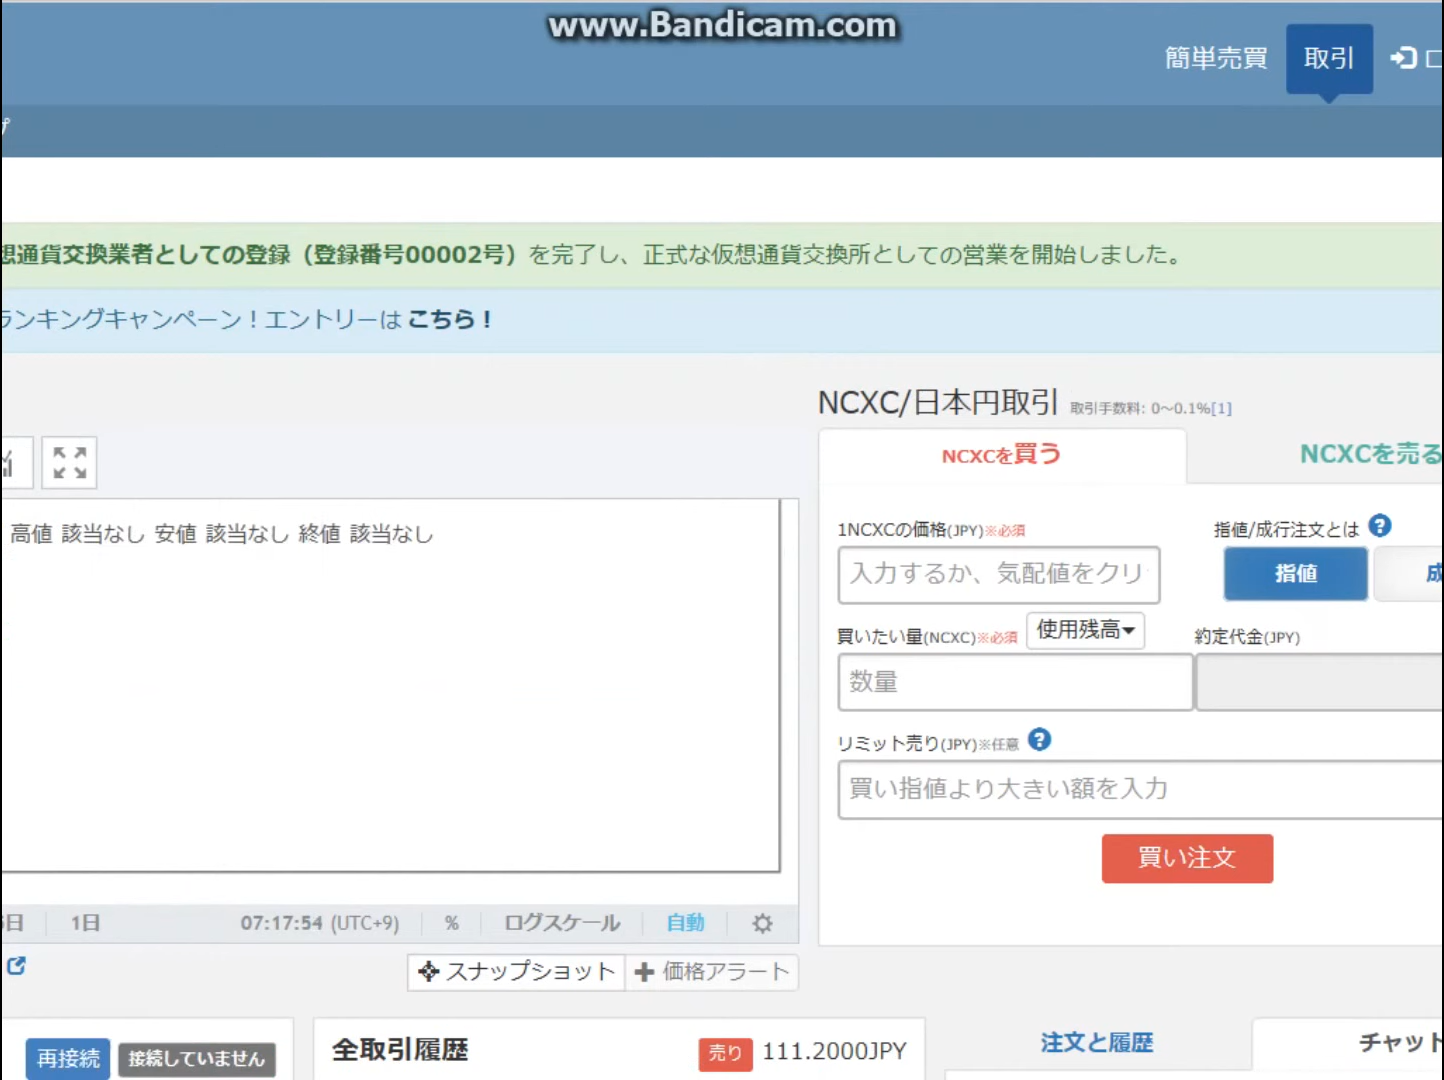 www.Bandicam.com
簡単売買 取引
プ
想通貨交換業者としての登録（登録番号00002号）を完了し、正式な仮想通貨交換所としての営業を開始しました。
ランキングキャンペーン！エントリーは こちら！
NCXC/日本円取引 取引手数料: 0～0.1%[1]
NCXCを買う NCXCを売る
高値 該当なし 安値 該当なし 終値 該当なし
1NCXCの価格(JPY)※必須 指値/成行注文とは
入力するか、気配値をクリ 指値 成
買いたい量(NCXC)※必須 使用残高 約定代金(JPY)
数量
リミット売り(JPY)※任意
買い指値より大きい額を入力
買い注文
日 1日 07:17:54 (UTC+9) % ログスケール 自動
スナップショット 価格アラート
再接続 接続していません 全取引履歴 売り 111.2000JPY 注文と履歴 チャット